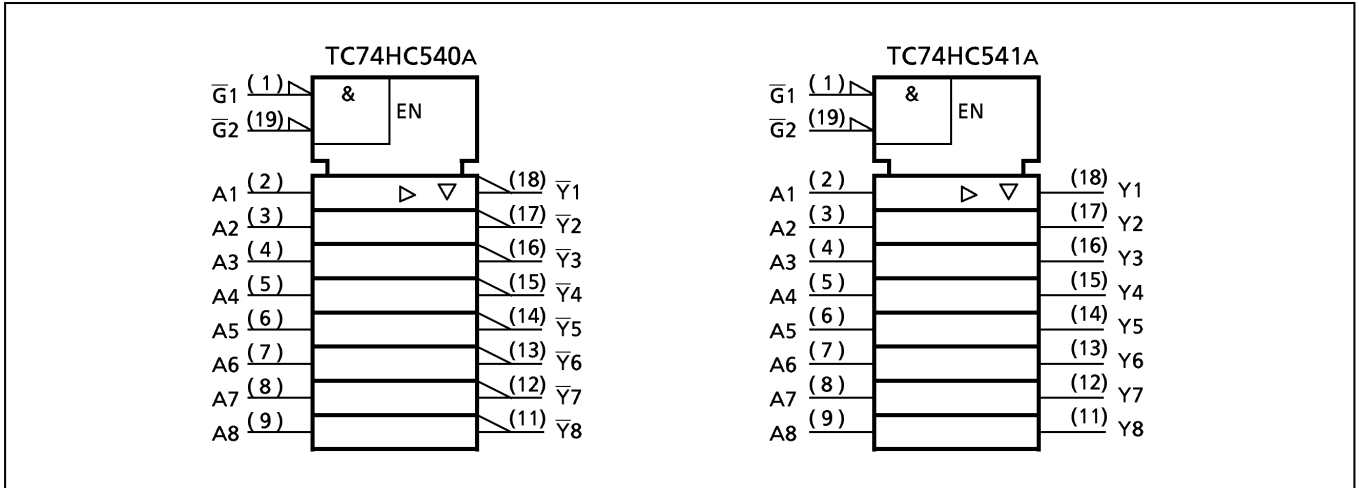 TC74HC540A
G̅1 ( 1 )
&
G̅2 (19)
EN
A1 ( 2 ) (18) Y̅1
A2 ( 3 ) (17) Y̅2
A3 ( 4 ) (16) Y̅3
A4 ( 5 ) (15) Y̅4
A5 ( 6 ) (14) Y̅5
A6 ( 7 ) (13) Y̅6
A7 ( 8 ) (12) Y̅7
A8 ( 9 ) (11) Y̅8
TC74HC541A
G̅1 ( 1 )
&
G̅2 (19)
EN
A1 ( 2 ) (18) Y1
A2 ( 3 ) (17) Y2
A3 ( 4 ) (16) Y3
A4 ( 5 ) (15) Y4
A5 ( 6 ) (14) Y5
A6 ( 7 ) (13) Y6
A7 ( 8 ) (12) Y7
A8 ( 9 ) (11) Y8